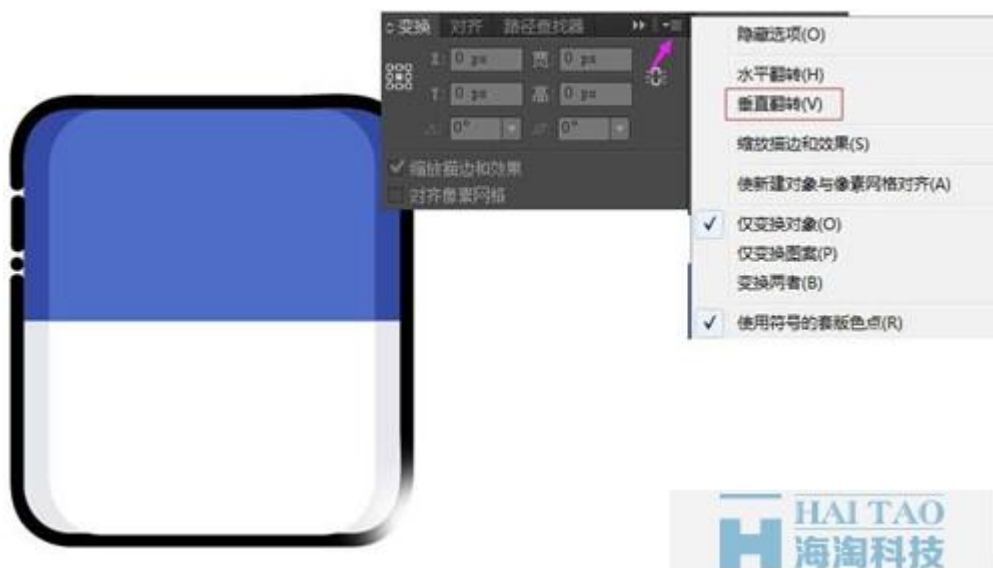 变换 对齐 路径查找器
X: 0 px 宽 0 px
Y: 0 px 高 0 px
0° 0°
缩放描边和效果
对齐像素网格
隐藏选项(O)
水平翻转(H)
垂直翻转(V)
缩放描边和效果(S)
使新建对象与像素网格对齐(A)
仅变换对象(O)
仅变换图案(P)
变换两者(B)
使用符号的套版色点(R)
HAI TAO
海淘科技